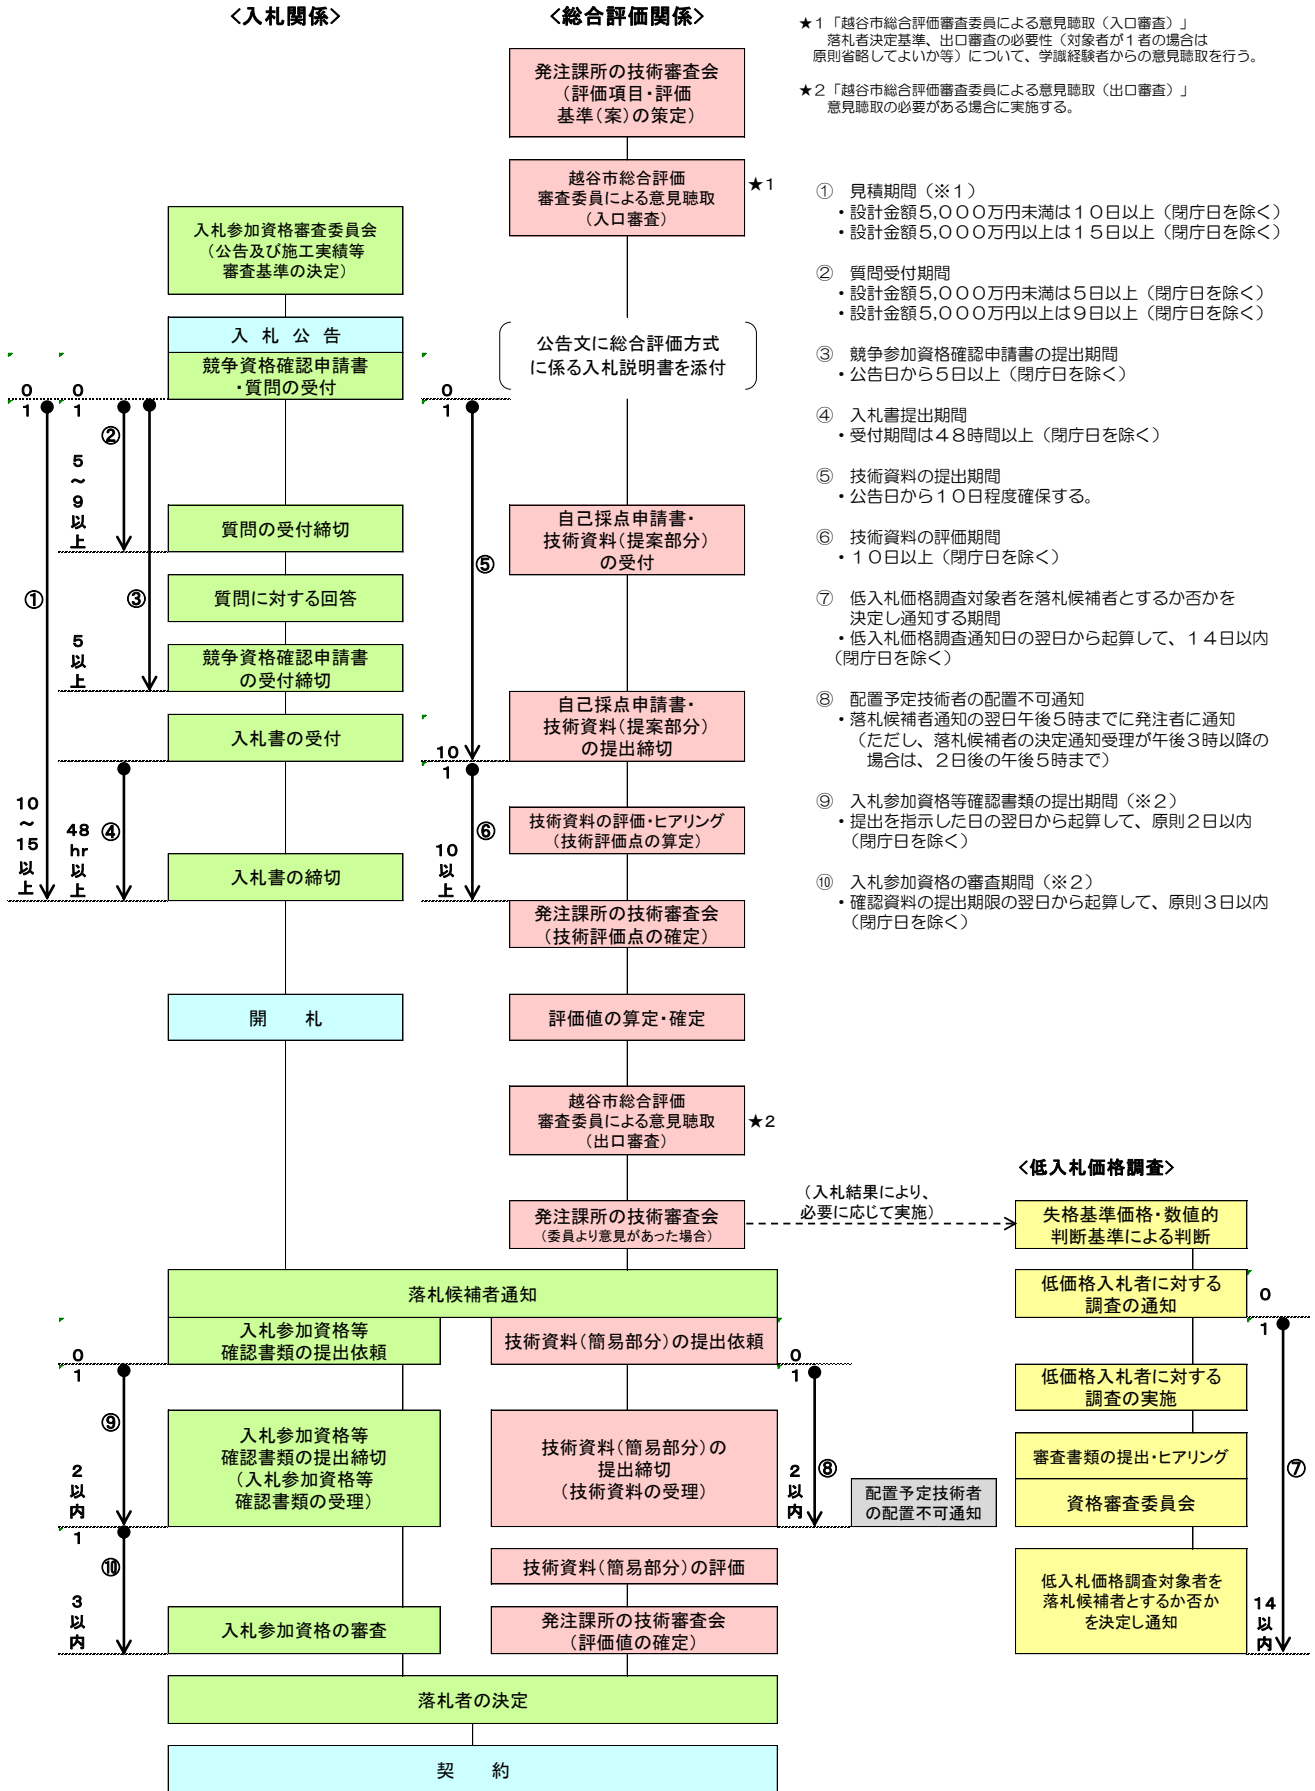 <入札関係>
<総合評価関係>
★１「越谷市総合評価審査委員による意見聴取（入口審査）」
落札者決定基準、出口審査の必要性（対象者が１者の場合は
原則省略してよいか等）について、学識経験者からの意見聴取を行う。
★２「越谷市総合評価審査委員による意見聴取（出口審査）」
意見聴取の必要がある場合に実施する。
発注課所の技術審査会
（評価項目・評価
基準（案）の策定）
越谷市総合評価
審査委員による意見聴取
（入口審査）
★１
入札参加資格審査委員会
（公告及び施工実績等
審査基準の決定）
入 札 公 告
競争資格確認申請書
・質問の受付
公告文に総合評価方式
に係る入札説明書を添付
① 見積期間（※１）
・設計金額５,０００万円未満は１０日以上（閉庁日を除く）
・設計金額５,０００万円以上は１５日以上（閉庁日を除く）
② 質問受付期間
・設計金額５,０００万円未満は５日以上（閉庁日を除く）
・設計金額５,０００万円以上は９日以上（閉庁日を除く）
③ 競争参加資格確認申請書の提出期間
・公告日から５日以上（閉庁日を除く）
④ 入札書提出期間
・受付期間は４８時間以上（閉庁日を除く）
⑤ 技術資料の提出期間
・公告日から１０日程度確保する。
⑥ 技術資料の評価期間
・１０日以上（閉庁日を除く）
⑦ 低入札価格調査対象者を落札候補者とするか否かを
決定し通知する期間
・低入札価格調査通知日の翌日から起算して、１４日以内
（閉庁日を除く）
⑧ 配置予定技術者の配置不可通知
・落札候補者通知の翌日午後５時までに発注者に通知
（ただし、落札候補者の決定通知受理が午後３時以降の
場合は、２日後の午後５時まで）
⑨ 入札参加資格等確認書類の提出期間（※２）
・提出を指示した日の翌日から起算して、原則２日以内
（閉庁日を除く）
⑩ 入札参加資格の審査期間（※２）
・確認資料の提出期限の翌日から起算して、原則３日以内
（閉庁日を除く）
0
0
0
1
1
1
②
5
～
9
以
上
質問の受付締切
自己採点申請書・
技術資料（提案部分）
の受付
⑤
①
③
質問に対する回答
5
以
上
競争資格確認申請書
の受付締切
入札書の受付
自己採点申請書・
技術資料（提案部分）
の提出締切
10
1
10
～
15
以
上
48
hr
以
上
④
入札書の締切
10
以
上
⑥
技術資料の評価・ヒアリング
（技術評価点の算定）
発注課所の技術審査会
（技術評価点の確定）
開 札
評価値の算定・確定
越谷市総合評価
審査委員による意見聴取
（出口審査）
★２
<低入札価格調査>
発注課所の技術審査会
（委員より意見があった場合）
（入札結果により、
必要に応じて実施）
失格基準価格・数値的
判断基準による判断
落札候補者通知
低価格入札者に対する
調査の通知
0
1
入札参加資格等
確認書類の提出依頼
技術資料（簡易部分）の提出依頼
0
1
0
1
低価格入札者に対する
調査の実施
⑨
2
以
内
入札参加資格等
確認書類の提出締切
（入札参加資格等
確認書類の受理）
技術資料（簡易部分）の
提出締切
（技術資料の受理）
2
以
内
⑧
配置予定技術者
の配置不可通知
審査書類の提出・ヒアリング
資格審査委員会
⑦
1
⑩
3
以
内
技術資料（簡易部分）の評価
入札参加資格の審査
発注課所の技術審査会
（評価値の確定）
低入札価格調査対象者を
落札候補者とするか否か
を決定し通知
14
以
内
落札者の決定
契 約